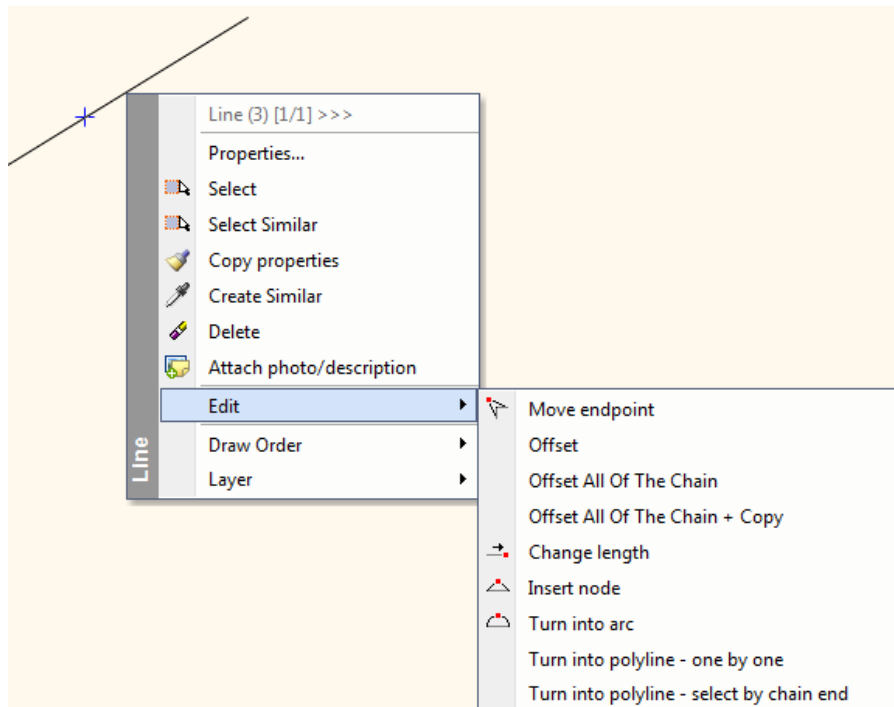 Line (3) [1/1] >>>
Properties...
Select
Select Similar
Copy properties
Create Similar
Delete
Attach photo/description
Edit
Draw Order
Layer
Line
Move endpoint
Offset
Offset All Of The Chain
Offset All Of The Chain + Copy
Change length
Insert node
Turn into arc
Turn into polyline - one by one
Turn into polyline - select by chain end